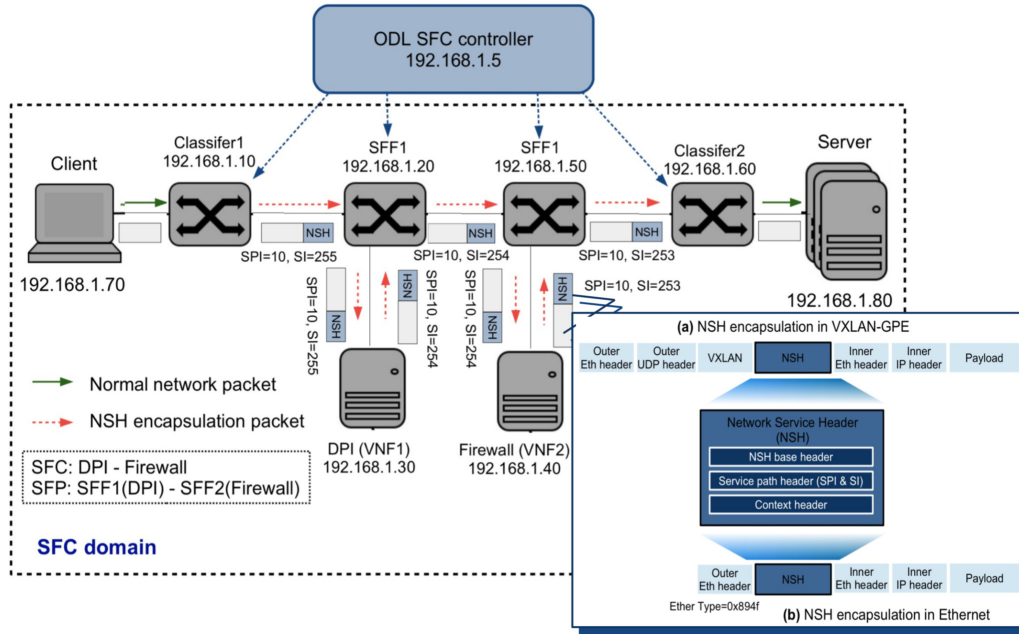 ODL SFC controller
192.168.1.5
Client
Classifer1
192.168.1.10
SFF1
192.168.1.20
SFF1
192.168.1.50
Classifer2
192.168.1.60
Server
NSH
NSH
NSH
SPI=10, SI=255
SPI=10, SI=254
SPI=10, SI=253
192.168.1.70
192.168.1.80
SPI=10, SI=255
NSH
NSH
SPI=10, SI=254
SPI=10, SI=254
NSH
NSH
SPI=10, SI=253
Normal network packet
NSH encapsulation packet
DPI (VNF1)
192.168.1.30
Firewall (VNF2)
192.168.1.40
SFC: DPI - Firewall
SFP: SFF1(DPI) - SFF2(Firewall)
SFC domain
(a) NSH encapsulation in VXLAN-GPE
Outer
Eth header
Outer
UDP header
VXLAN
NSH
Inner
Eth header
Inner
IP header
Payload
Network Service Header
(NSH)
NSH base header
Service path header (SPI & SI)
Context header
Outer
Eth header
NSH
Inner
Eth header
Inner
IP header
Payload
Ether Type=0x894f
(b) NSH encapsulation in Ethernet